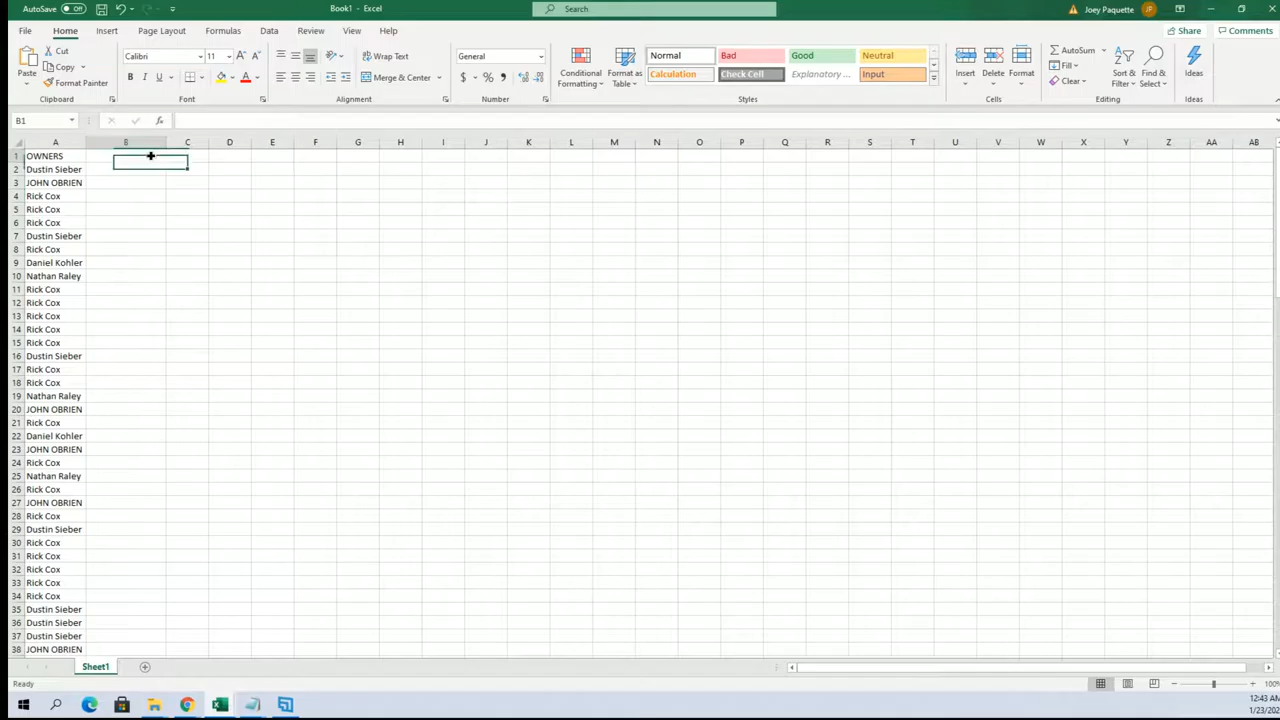 AutoSave Off Book1 - Excel Search Joey Paquette JP
File Home Insert Page Layout Formulas Data Review View Help Share Comments
Paste Cut Copy Format Painter Clipboard
Calibri 11 B I U Font
Wrap Text Merge & Center Alignment
General $ % Number
Conditional Formatting Format as Table Normal Bad Good Neutral
Calculation Check Cell Explanatory ... Input Styles
Insert Delete Format Cells
AutoSum Fill Clear Sort & Filter Find & Select Editing
Ideas Ideas
B1 fx
A B C D E F G H I J K L M N O P Q R S T U V W X Y Z AA AB
1 OWNERS
2 Dustin Sieber
3 JOHN OBRIEN
4 Rick Cox
5 Rick Cox
6 Rick Cox
7 Dustin Sieber
8 Rick Cox
9 Daniel Kohler
10 Nathan Raley
11 Rick Cox
12 Rick Cox
13 Rick Cox
14 Rick Cox
15 Rick Cox
16 Dustin Sieber
17 Rick Cox
18 Rick Cox
19 Nathan Raley
20 JOHN OBRIEN
21 Rick Cox
22 Daniel Kohler
23 JOHN OBRIEN
24 Rick Cox
25 Nathan Raley
26 Rick Cox
27 JOHN OBRIEN
28 Rick Cox
29 Dustin Sieber
30 Rick Cox
31 Rick Cox
32 Rick Cox
33 Rick Cox
34 Rick Cox
35 Dustin Sieber
36 Dustin Sieber
37 Dustin Sieber
38 JOHN OBRIEN
Sheet1
Ready 100%
12:43 AM
1/23/202